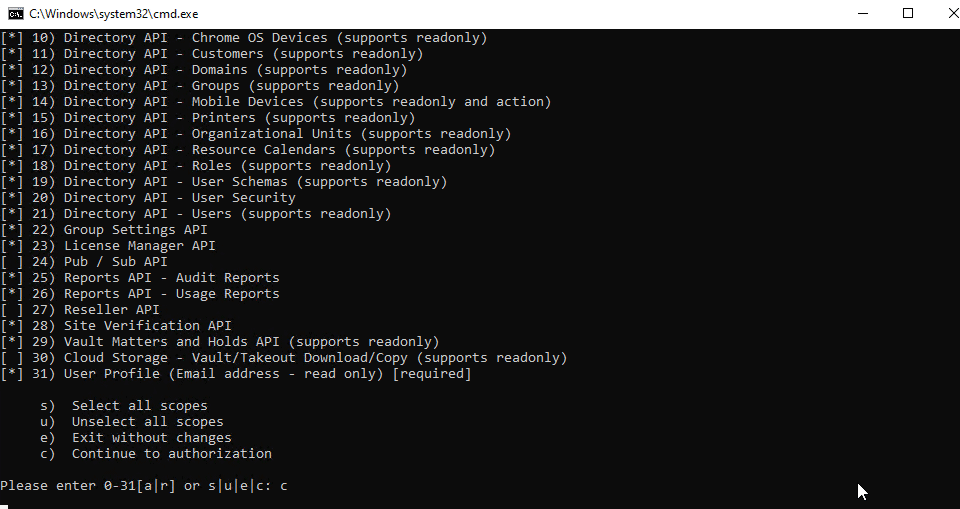 C:\Windows\system32\cmd.exe
[*] 10) Directory API - Chrome OS Devices (supports readonly)
[*] 11) Directory API - Customers (supports readonly)
[*] 12) Directory API - Domains (supports readonly)
[*] 13) Directory API - Groups (supports readonly)
[*] 14) Directory API - Mobile Devices (supports readonly and action)
[*] 15) Directory API - Printers (supports readonly)
[*] 16) Directory API - Organizational Units (supports readonly)
[*] 17) Directory API - Resource Calendars (supports readonly)
[*] 18) Directory API - Roles (supports readonly)
[*] 19) Directory API - User Schemas (supports readonly)
[*] 20) Directory API - User Security
[*] 21) Directory API - Users (supports readonly)
[*] 22) Group Settings API
[*] 23) License Manager API
[ ] 24) Pub / Sub API
[*] 25) Reports API - Audit Reports
[*] 26) Reports API - Usage Reports
[ ] 27) Reseller API
[*] 28) Site Verification API
[*] 29) Vault Matters and Holds API (supports readonly)
[ ] 30) Cloud Storage - Vault/Takeout Download/Copy (supports readonly)
[*] 31) User Profile (Email address - read only) [required]
s) Select all scopes
u) Unselect all scopes
e) Exit without changes
c) Continue to authorization
Please enter 0-31[a|r] or s|u|e|c: c